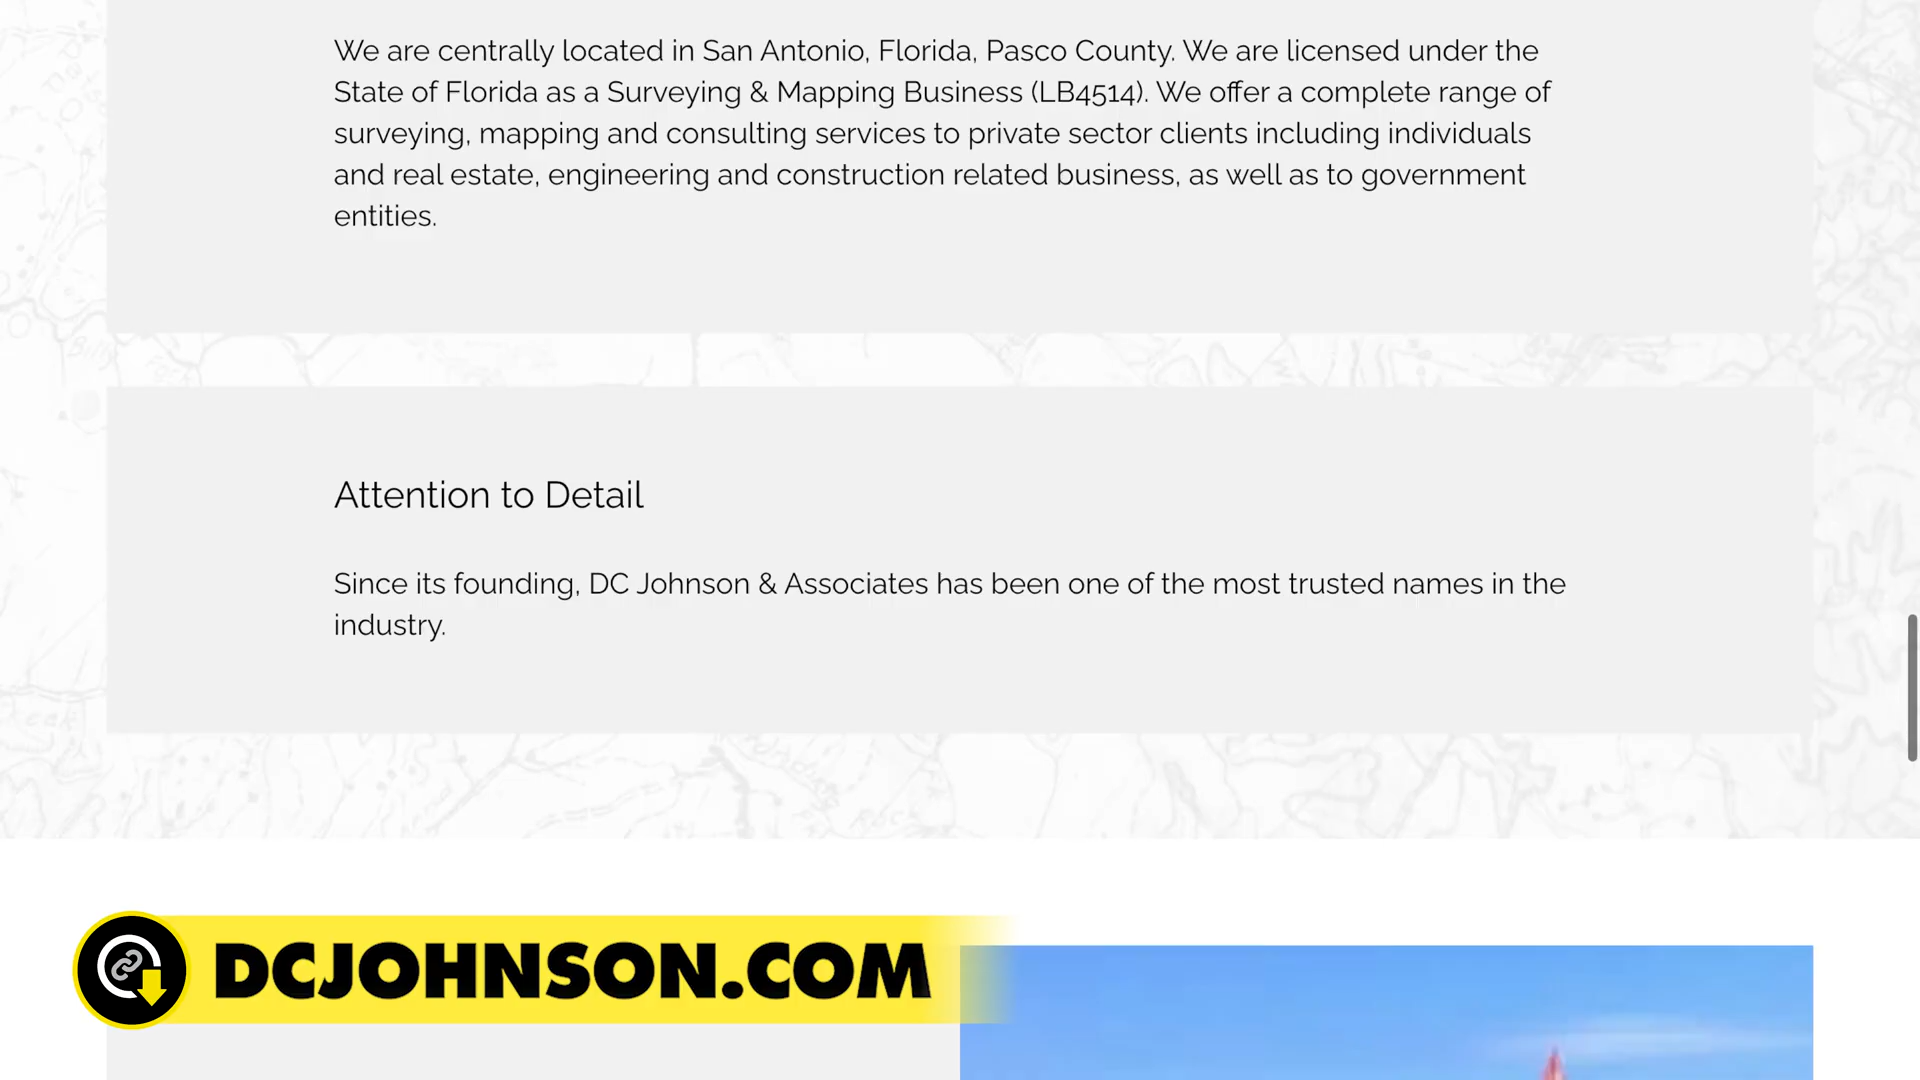 We are centrally located in San Antonio, Florida, Pasco County. We are licensed under the
State of Florida as a Surveying & Mapping Business (LB4514). We offer a complete range of
surveying, mapping and consulting services to private sector clients including individuals
and real estate, engineering and construction related business, as well as to government
entities.
Attention to Detail
Since its founding, DC Johnson & Associates has been one of the most trusted names in the
industry.
DCJOHNSON.COM